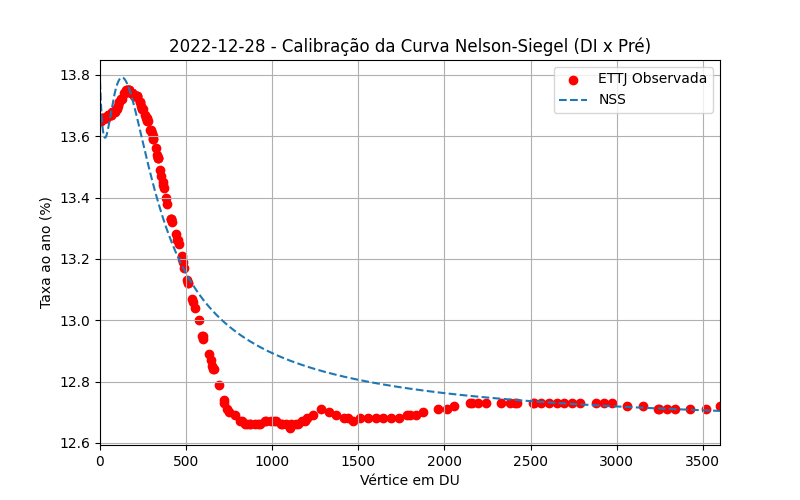 2022-12-28 - Calibração da Curva Nelson-Siegel (DI x Pré)
ETTJ Observada
NSS
Taxa ao ano (%)
13.8
13.6
13.4
13.2
13.0
12.8
12.6
0 500 1000 1500 2000 2500 3000 3500
Vértice em DU